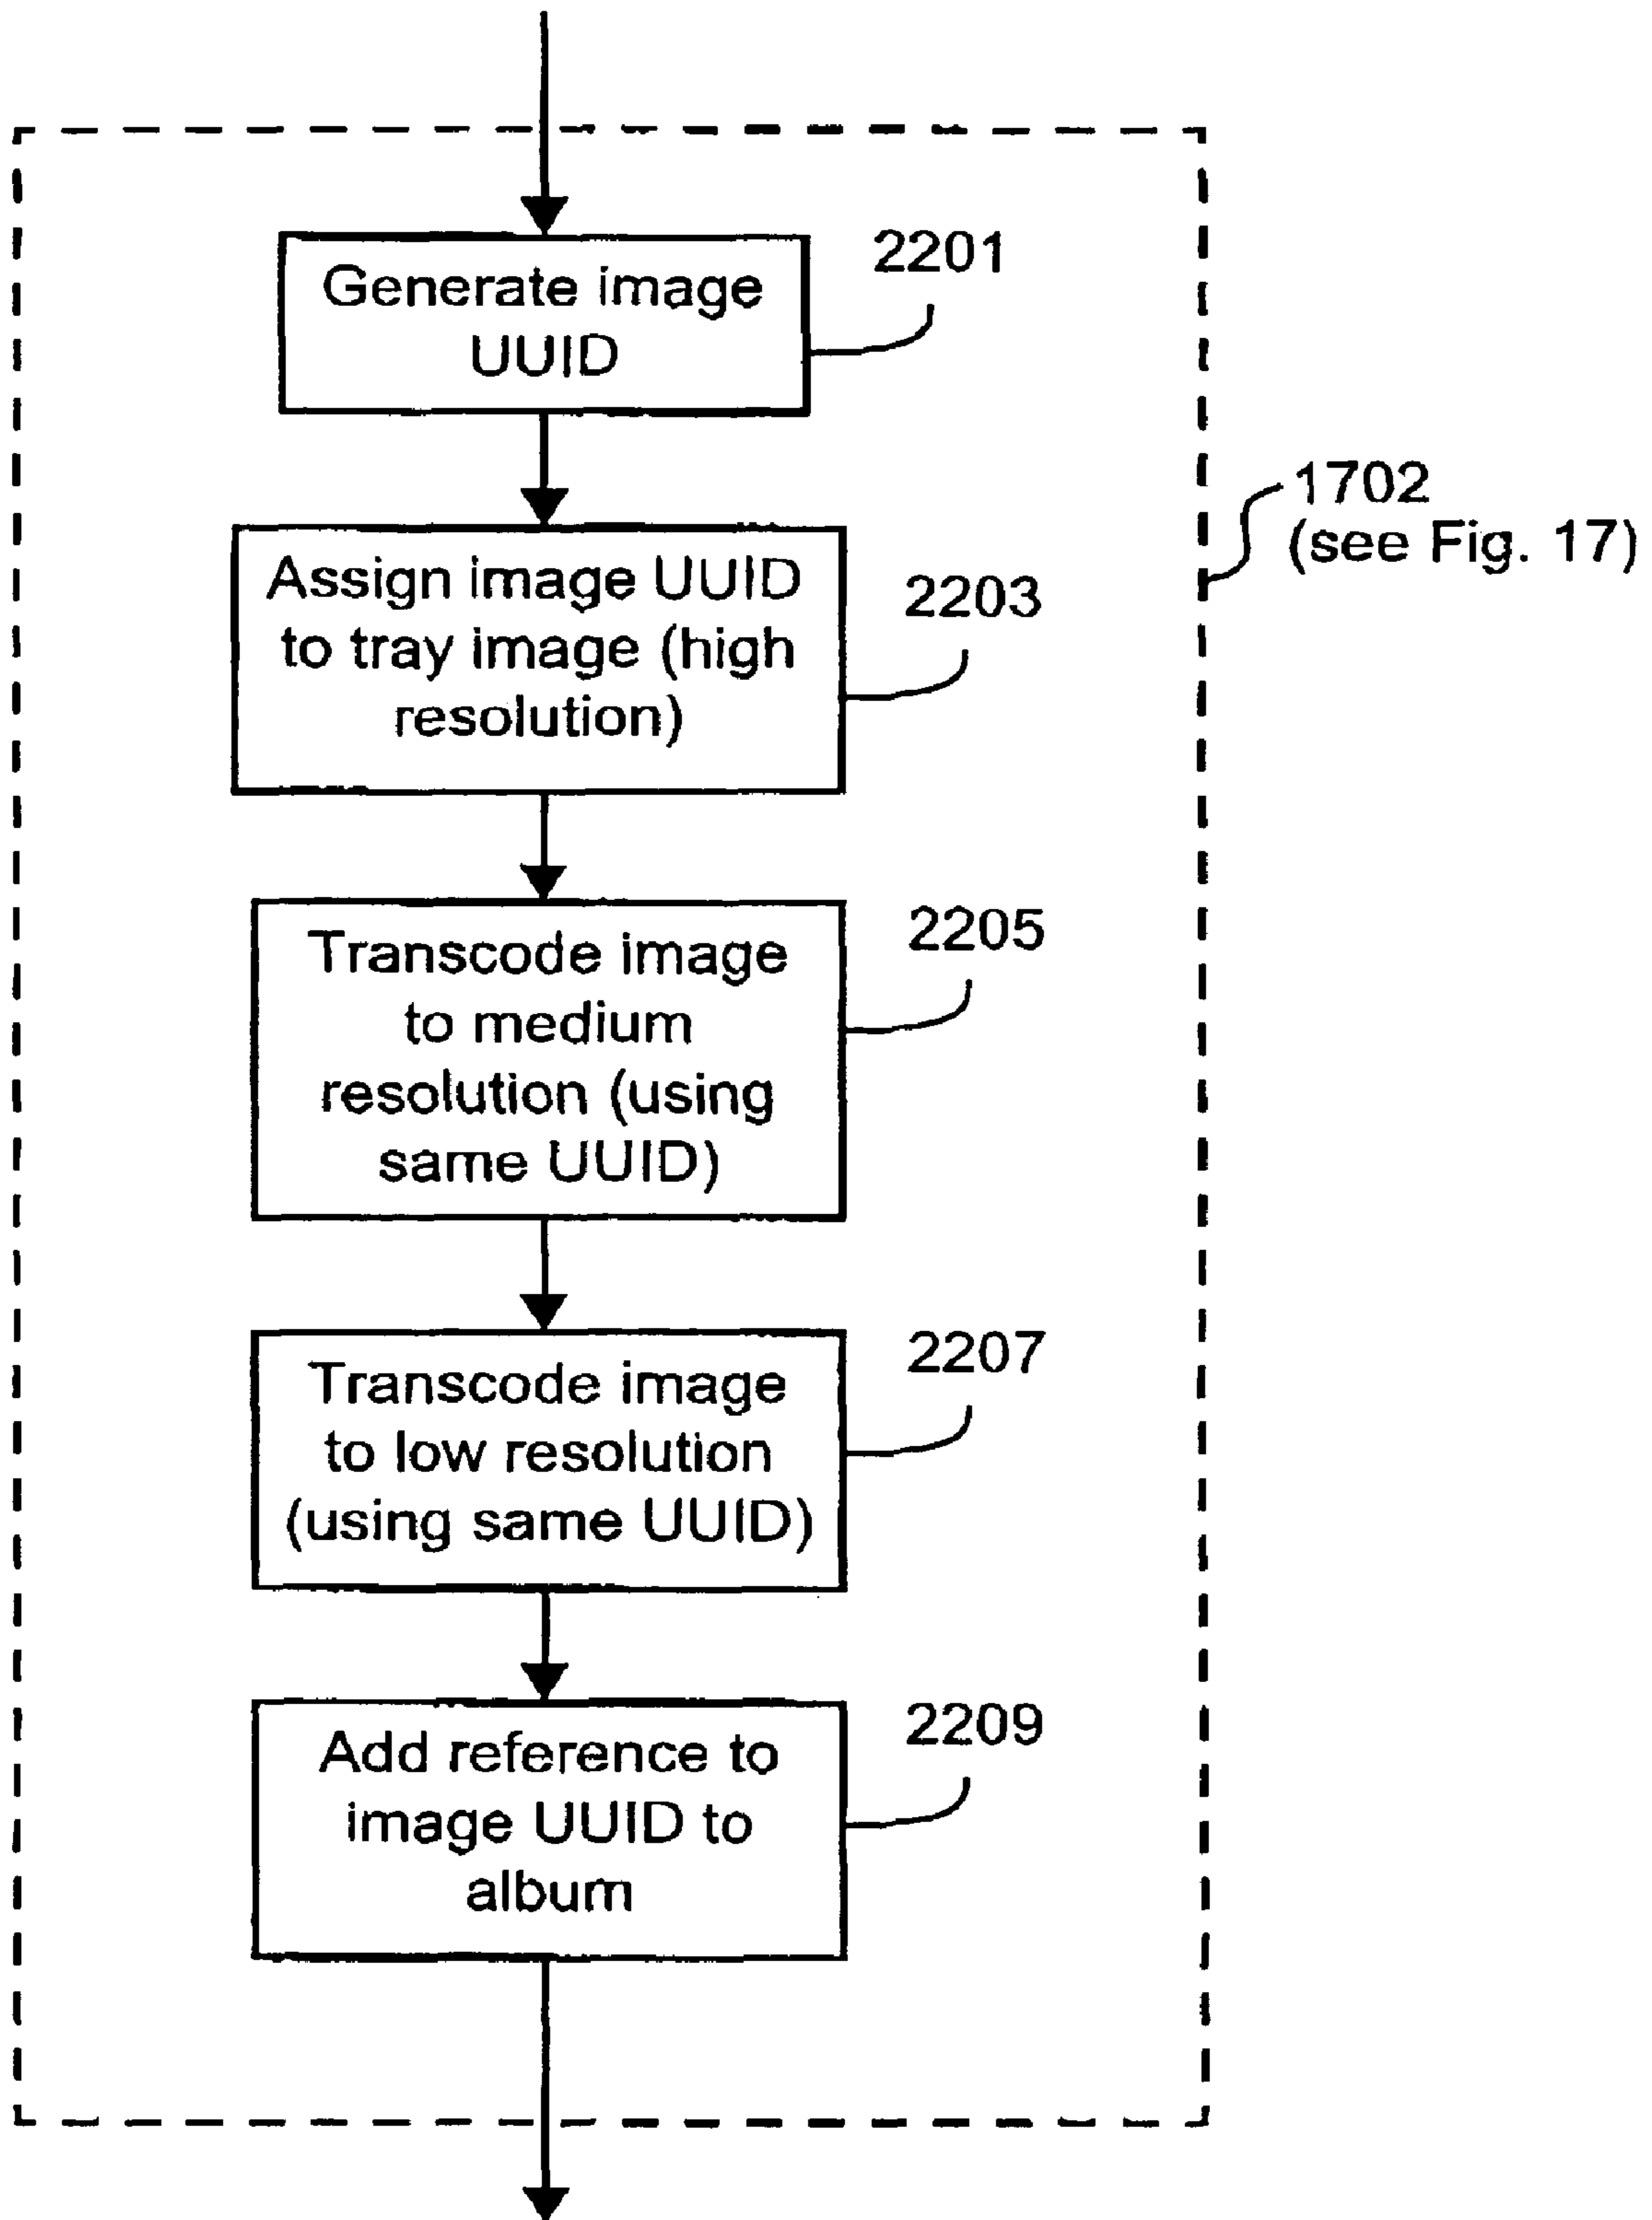 Generate image
UUID
2201
1702
(see Fig. 17)
Assign image UUID
to tray image (high
resolution)
2203
Transcode image
to medium
resolution (using
same UUID)
2205
Transcode image
to low resolution
(using same UUID)
2207
Add reference to
image UUID to
album
2209